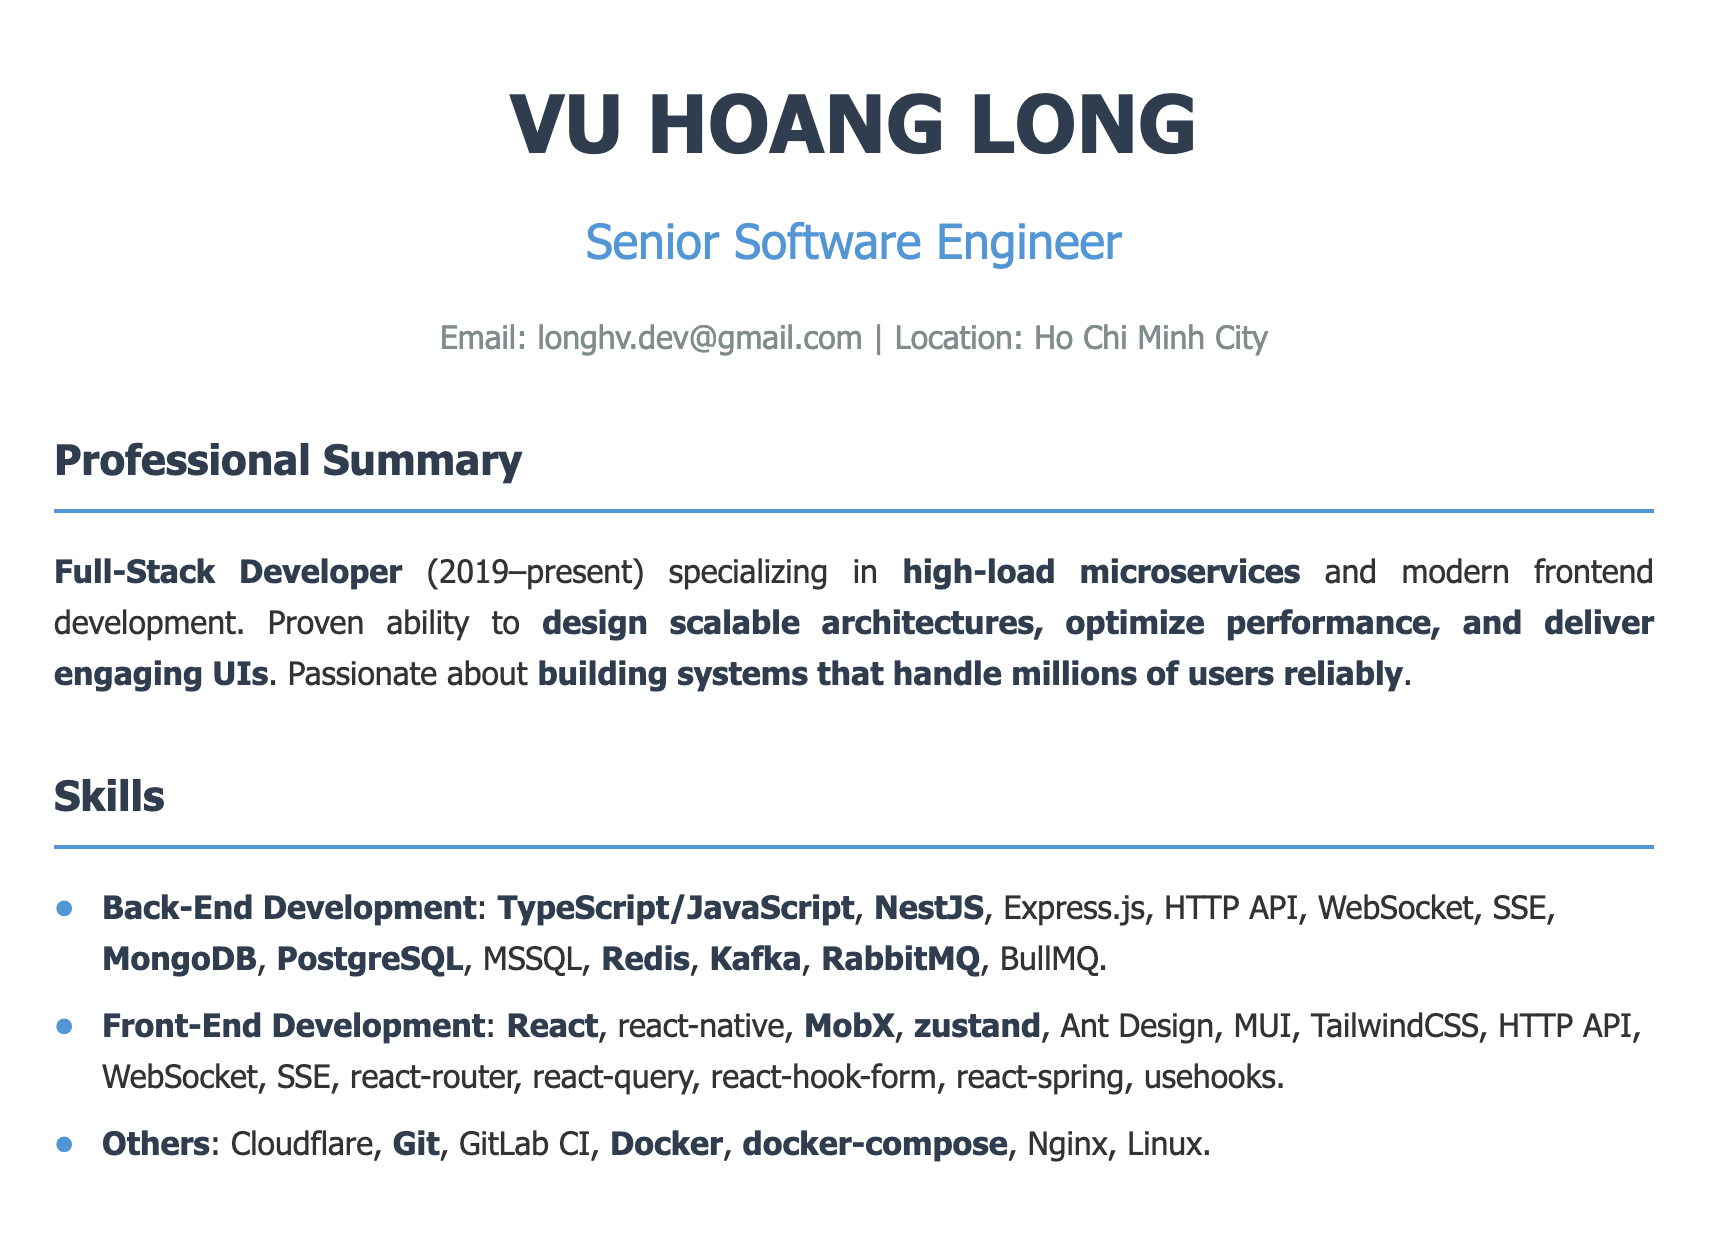 VU HOANG LONG
Senior Software Engineer
Email: longhv.dev@gmail.com | Location: Ho Chi Minh City
Professional Summary
Full-Stack Developer (2019–present) specializing in high-load microservices and modern frontend
development. Proven ability to design scalable architectures, optimize performance, and deliver
engaging UIs. Passionate about building systems that handle millions of users reliably.
Skills
● Back-End Development: TypeScript/JavaScript, NestJS, Express.js, HTTP API, WebSocket, SSE,
MongoDB, PostgreSQL, MSSQL, Redis, Kafka, RabbitMQ, BullMQ.
● Front-End Development: React, react-native, MobX, zustand, Ant Design, MUI, TailwindCSS, HTTP API,
WebSocket, SSE, react-router, react-query, react-hook-form, react-spring, usehooks.
● Others: Cloudflare, Git, GitLab CI, Docker, docker-compose, Nginx, Linux.